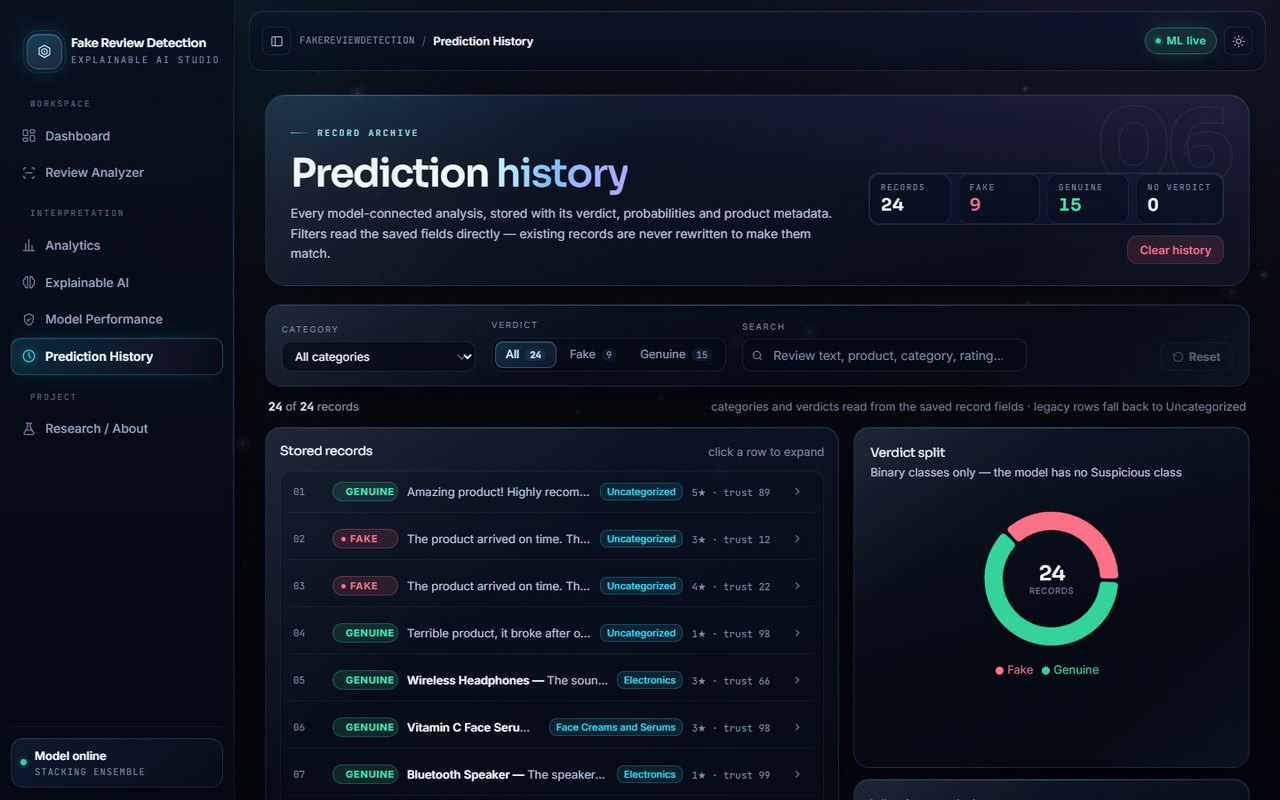 Fake Review Detection
EXPLAINABLE AI STUDIO
WORKSPACE
Dashboard
Review Analyzer
INTERPRETATION
Analytics
Explainable AI
Model Performance
Prediction History
PROJECT
Research / About
Model online
STACKING ENSEMBLE
FAKEREVIEWDETECTION / Prediction History
ML live
06
RECORD ARCHIVE
Prediction history
Every model-connected analysis, stored with its verdict, probabilities and product metadata.
Filters read the saved fields directly — existing records are never rewritten to make them
match.
RECORDS FAKE GENUINE NO VERDICT
24 9 15 0
Clear history
CATEGORY VERDICT SEARCH
All categories All 24 Fake 9 Genuine 15 Review text, product, category, rating... Reset
24 of 24 records categories and verdicts read from the saved record fields · legacy rows fall back to Uncategorized
Stored records click a row to expand
01 GENUINE Amazing product! Highly recom... Uncategorized 5★ · trust 89
02 FAKE The product arrived on time. Th... Uncategorized 3★ · trust 12
03 FAKE The product arrived on time. Th... Uncategorized 4★ · trust 22
04 GENUINE Terrible product, it broke after o... Uncategorized 1★ · trust 98
05 GENUINE Wireless Headphones — The soun... Electronics 3★ · trust 66
06 GENUINE Vitamin C Face Seru... Face Creams and Serums 3★ · trust 98
07 GENUINE Bluetooth Speaker — The speaker... Electronics 1★ · trust 99
Verdict split
Binary classes only — the model has no Suspicious class
24
RECORDS
Fake Genuine